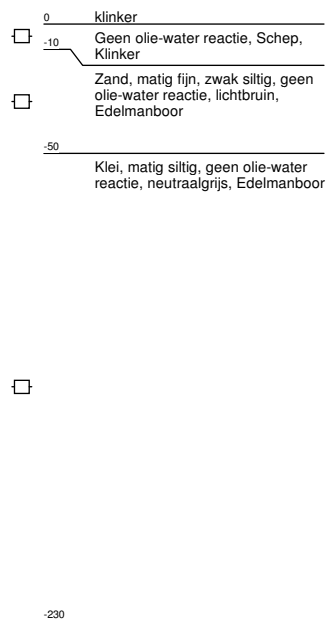 0 klinker
-10 Geen olie-water reactie, Schep,
Klinker
Zand, matig fijn, zwak siltig, geen
olie-water reactie, lichtbruin,
Edelmanboor
-50
Klei, matig siltig, geen olie-water
reactie, neutraalgrijs, Edelmanboor
-230